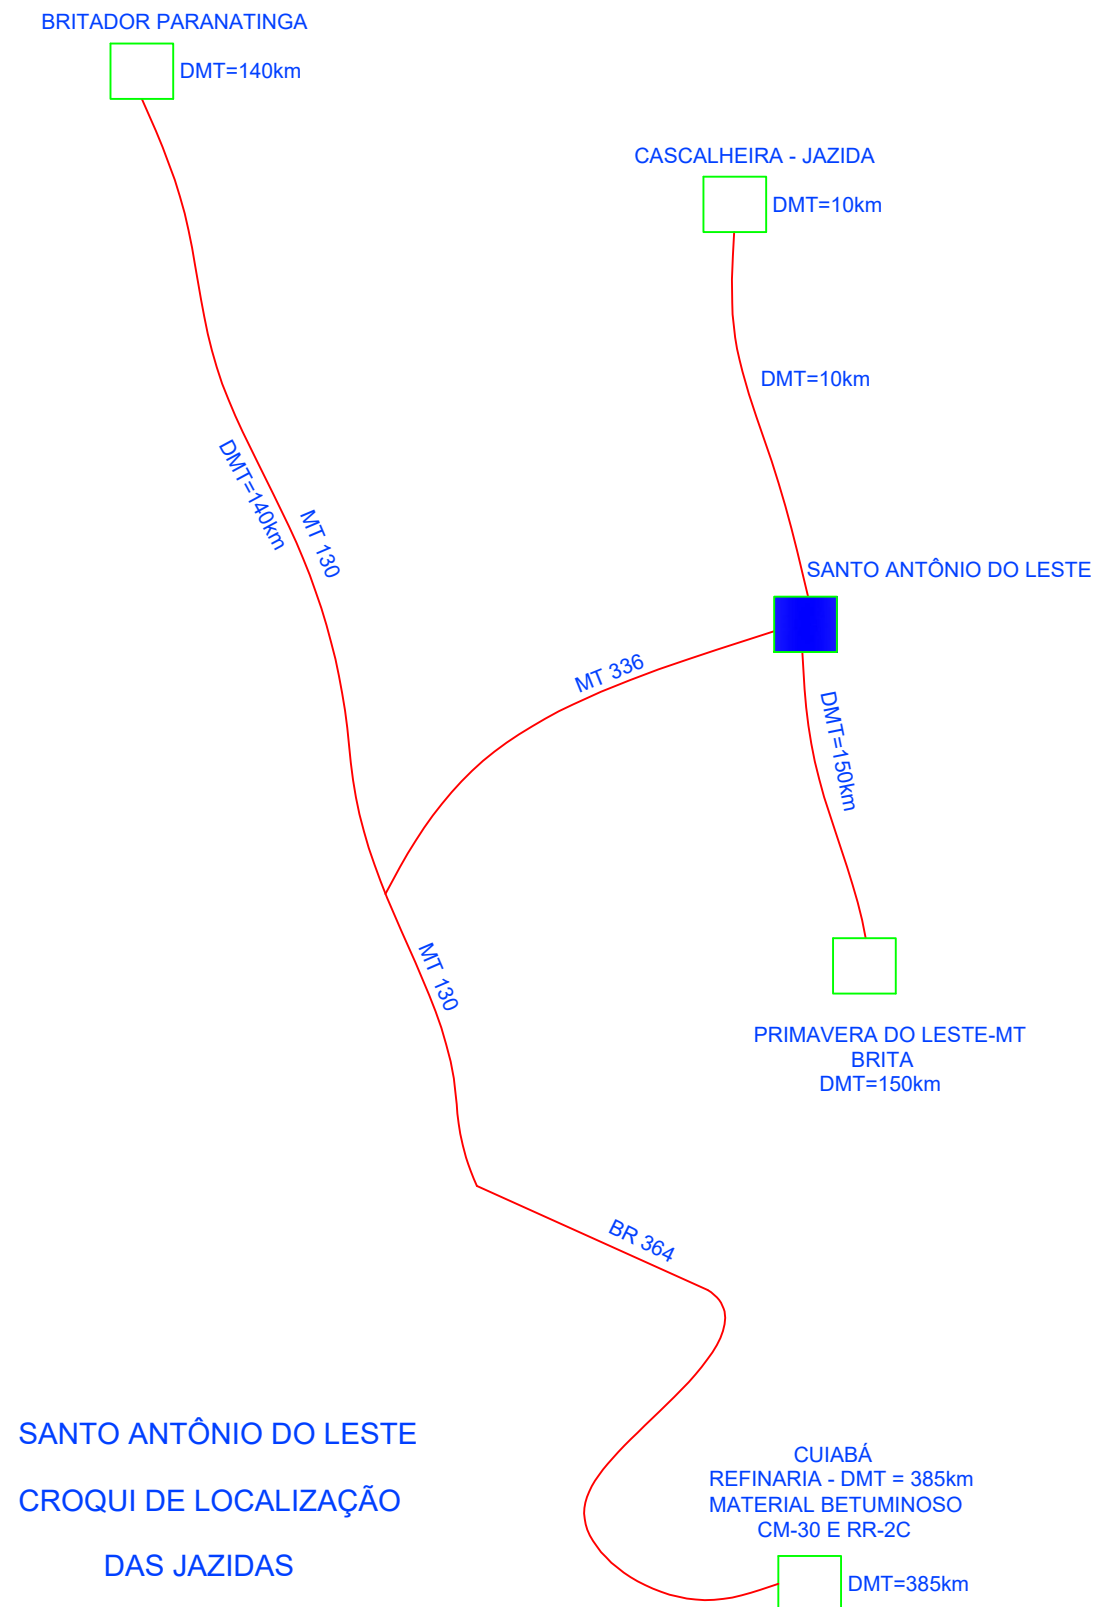 BRITADOR PARANATINGA
DMT=140km
CASCALHEIRA - JAZIDA
DMT=10km
DMT=10km
DMT=140km
MT 130
SANTO ANTÔNIO DO LESTE
MT 336
DMT=150km
MT 130
PRIMAVERA DO LESTE-MT
BRITA
DMT=150km
BR 364
SANTO ANTÔNIO DO LESTE
CROQUI DE LOCALIZAÇÃO
DAS JAZIDAS
CUIABÁ
REFINARIA - DMT = 385km
MATERIAL BETUMINOSO
CM-30 E RR-2C
DMT=385km